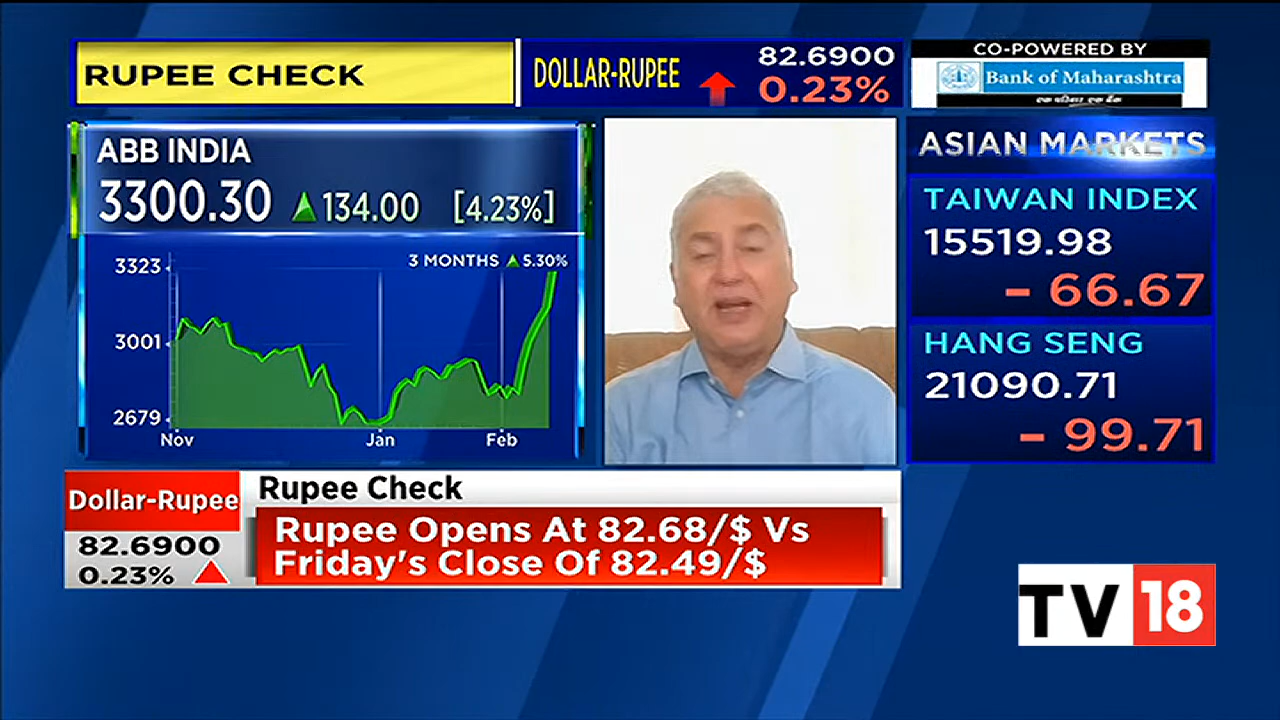 RUPEE CHECK
DOLLAR-RUPEE
82.6900
0.23%
CO-POWERED BY
Bank of Maharashtra
एक परिवार एक बैंक
ABB INDIA
3300.30 134.00 [4.23%]
3 MONTHS 5.30%
3323
3001
2679
Nov Jan Feb
ASIAN MARKETS
TAIWAN INDEX
15519.98
- 66.67
HANG SENG
21090.71
- 99.71
Dollar-Rupee
82.6900
0.23%
Rupee Check
Rupee Opens At 82.68/$ Vs
Friday's Close Of 82.49/$
TV18